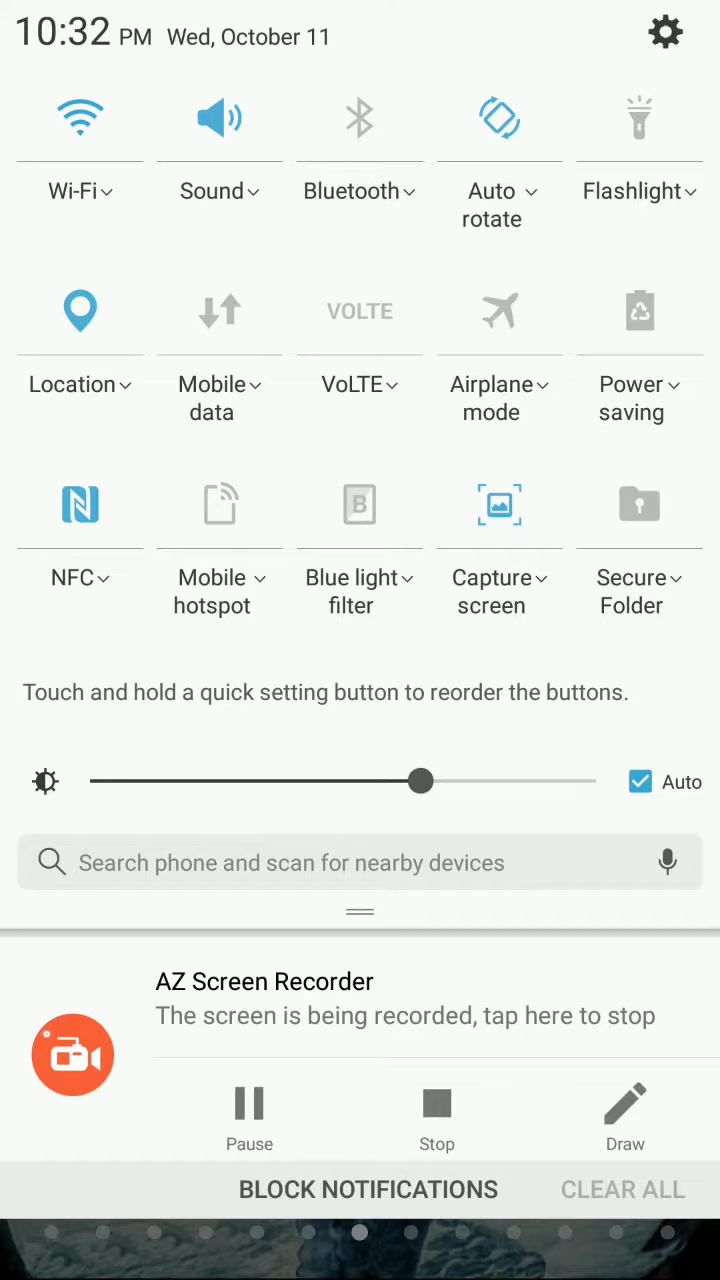 10:32 PM Wed, October 11
Wi-Fi Sound Bluetooth Auto rotate Flashlight
Location Mobile data VOLTE VoLTE Airplane mode Power saving
NFC Mobile hotspot B Blue light filter Capture screen Secure Folder
Touch and hold a quick setting button to reorder the buttons.
Auto
Search phone and scan for nearby devices
AZ Screen Recorder
The screen is being recorded, tap here to stop
Pause Stop Draw
BLOCK NOTIFICATIONS CLEAR ALL